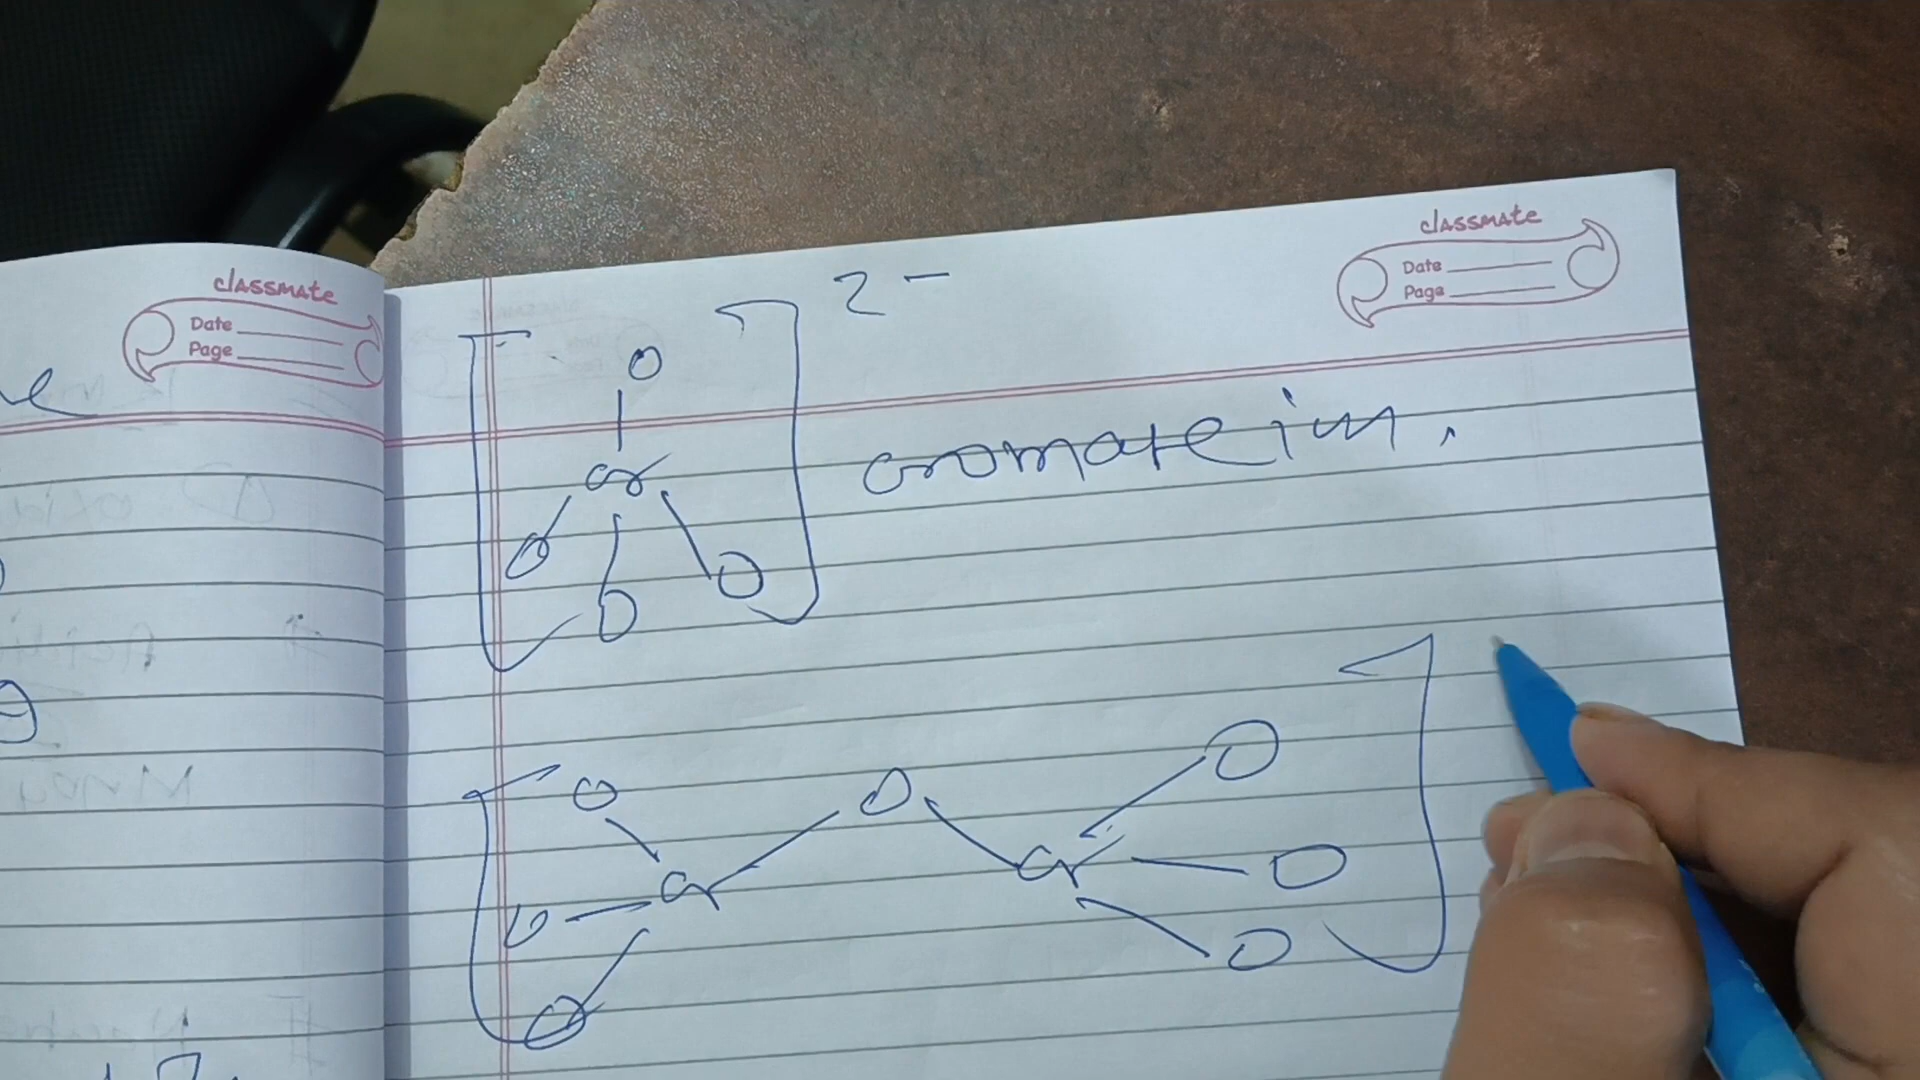 classmate
Date
Page
classmate
Date
Page
2-
O
Cr
O
O
O
cromate ion.
O
O
O
Cr
Cr
O
O
O
O